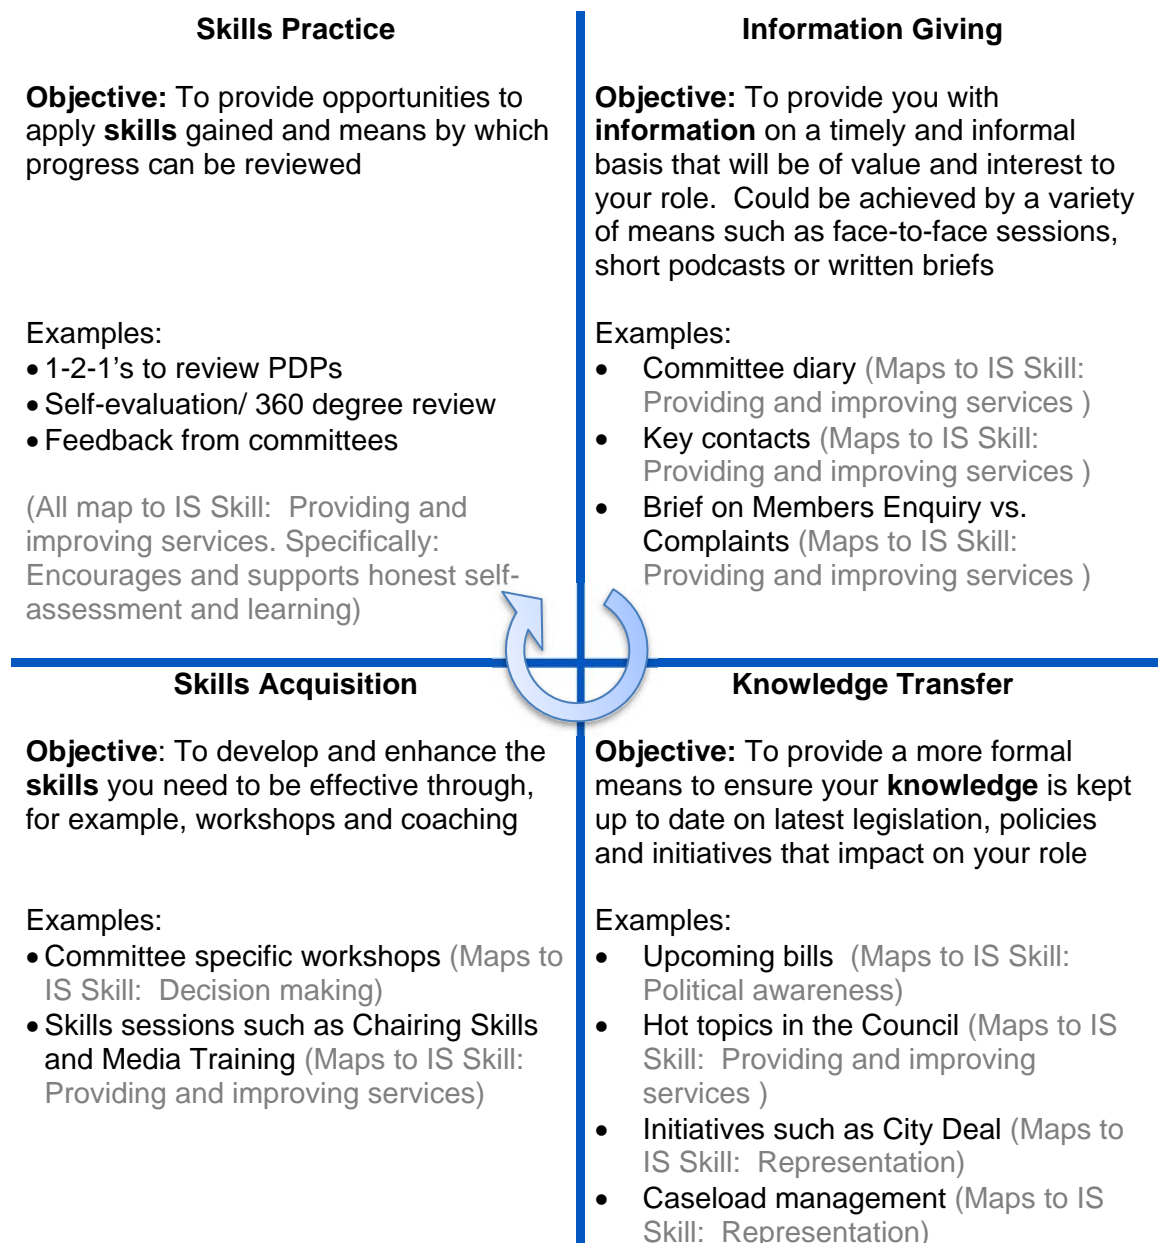 Skills Practice
Objective: To provide opportunities to
apply skills gained and means by which
progress can be reviewed
Examples:
• 1-2-1's to review PDPs
• Self-evaluation/ 360 degree review
• Feedback from committees
(All map to IS Skill:  Providing and
improving services. Specifically:
Encourages and supports honest self-
assessment and learning)
Information Giving
Objective: To provide you with
information on a timely and informal
basis that will be of value and interest to
your role.  Could be achieved by a variety
of means such as face-to-face sessions,
short podcasts or written briefs
Examples:
• Committee diary (Maps to IS Skill:
Providing and improving services )
• Key contacts (Maps to IS Skill:
Providing and improving services )
• Brief on Members Enquiry vs.
Complaints (Maps to IS Skill:
Providing and improving services )
Skills Acquisition
Objective: To develop and enhance the
skills you need to be effective through,
for example, workshops and coaching
Examples:
• Committee specific workshops (Maps to
IS Skill:  Decision making)
• Skills sessions such as Chairing Skills
and Media Training (Maps to IS Skill:
Providing and improving services)
Knowledge Transfer
Objective: To provide a more formal
means to ensure your knowledge is kept
up to date on latest legislation, policies
and initiatives that impact on your role
Examples:
• Upcoming bills  (Maps to IS Skill:
Political awareness)
• Hot topics in the Council (Maps to IS
Skill:  Providing and improving
services )
• Initiatives such as City Deal (Maps to
IS Skill:  Representation)
• Caseload management (Maps to IS
Skill:  Representation)